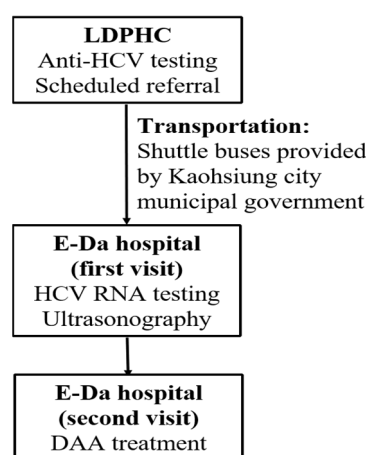 LDPHC
Anti-HCV testing
Scheduled referral
Transportation:
Shuttle buses provided
by Kaohsiung city
municipal government
E-Da hospital
(first visit)
HCV RNA testing
Ultrasonography
E-Da hospital
(second visit)
DAA treatment